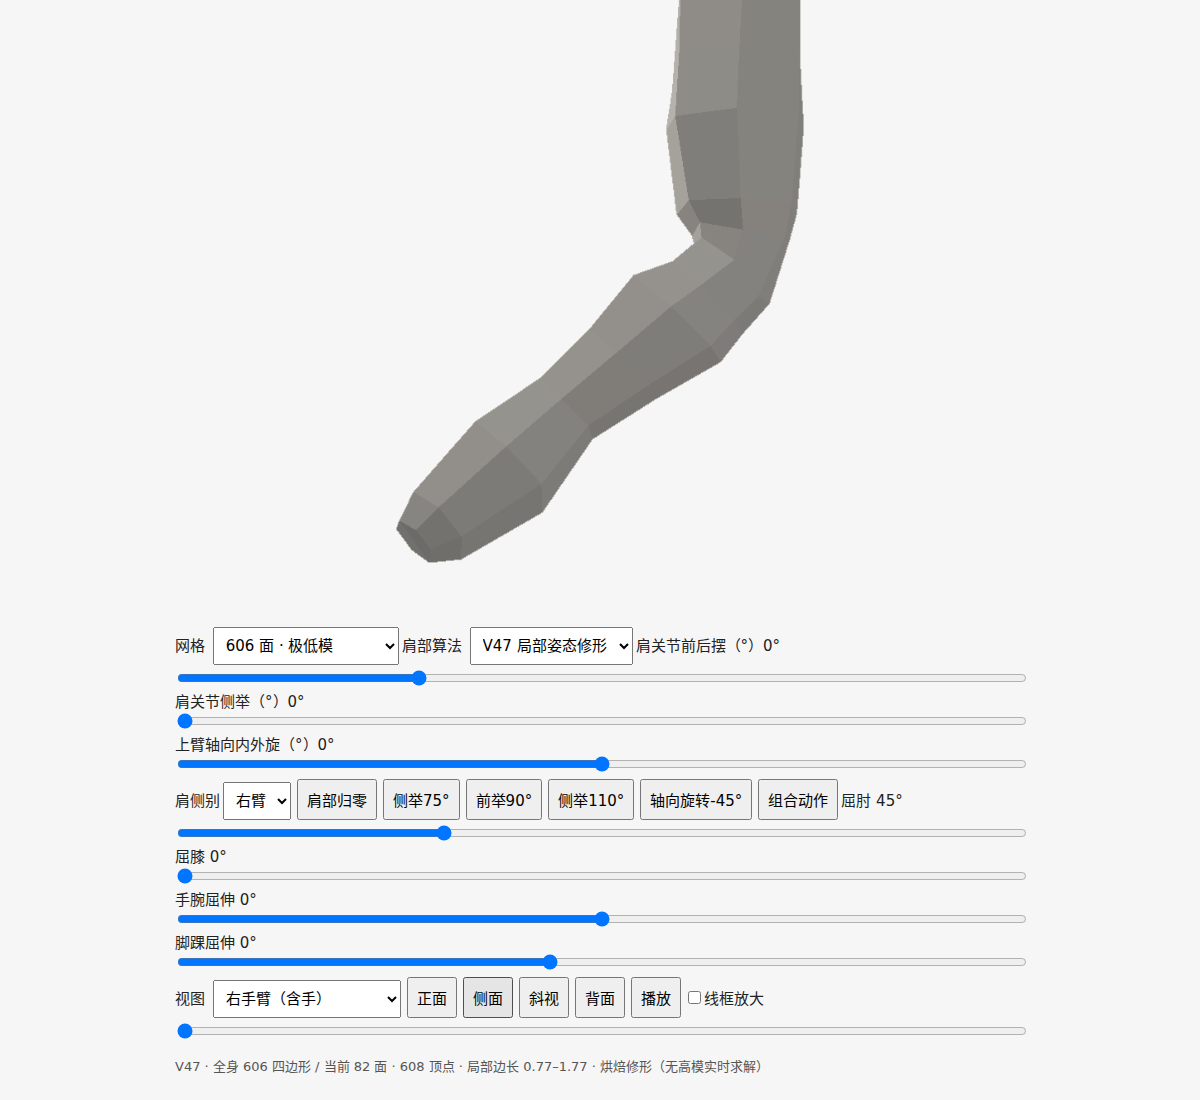 网格 606 面 · 极低模 肩部算法 V47 局部姿态修形 肩关节前后摆（°）0°
肩关节侧举（°）0°
上臂轴向内外旋（°）0°
肩侧别 右臂 肩部归零 侧举75° 前举90° 侧举110° 轴向旋转-45° 组合动作 屈肘 45°
屈膝 0°
手腕屈伸 0°
脚踝屈伸 0°
视图 右手臂（含手） 正面 侧面 斜视 背面 播放 线框放大
V47 · 全身 606 四边形 / 当前 82 面 · 608 顶点 · 局部边长 0.77–1.77 · 烘焙修形（无高模实时求解）